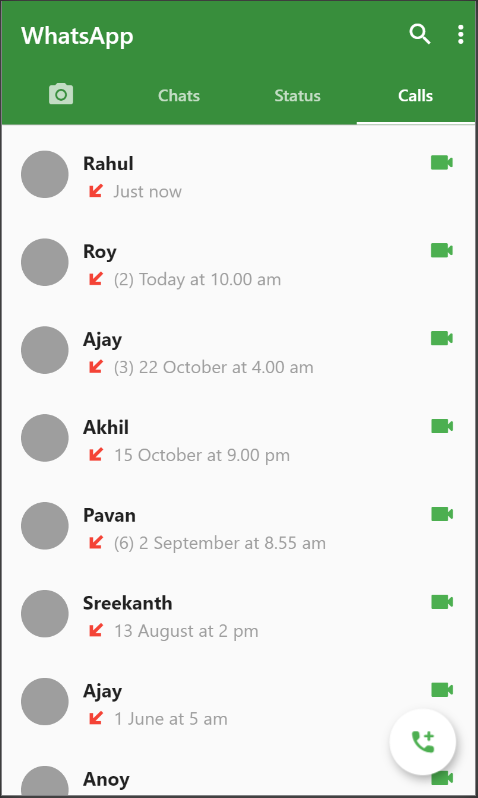 WhatsApp
Chats Status Calls
Rahul
Just now
Roy
(2) Today at 10.00 am
Ajay
(3) 22 October at 4.00 am
Akhil
15 October at 9.00 pm
Pavan
(6) 2 September at 8.55 am
Sreekanth
13 August at 2 pm
Ajay
1 June at 5 am
Anoy